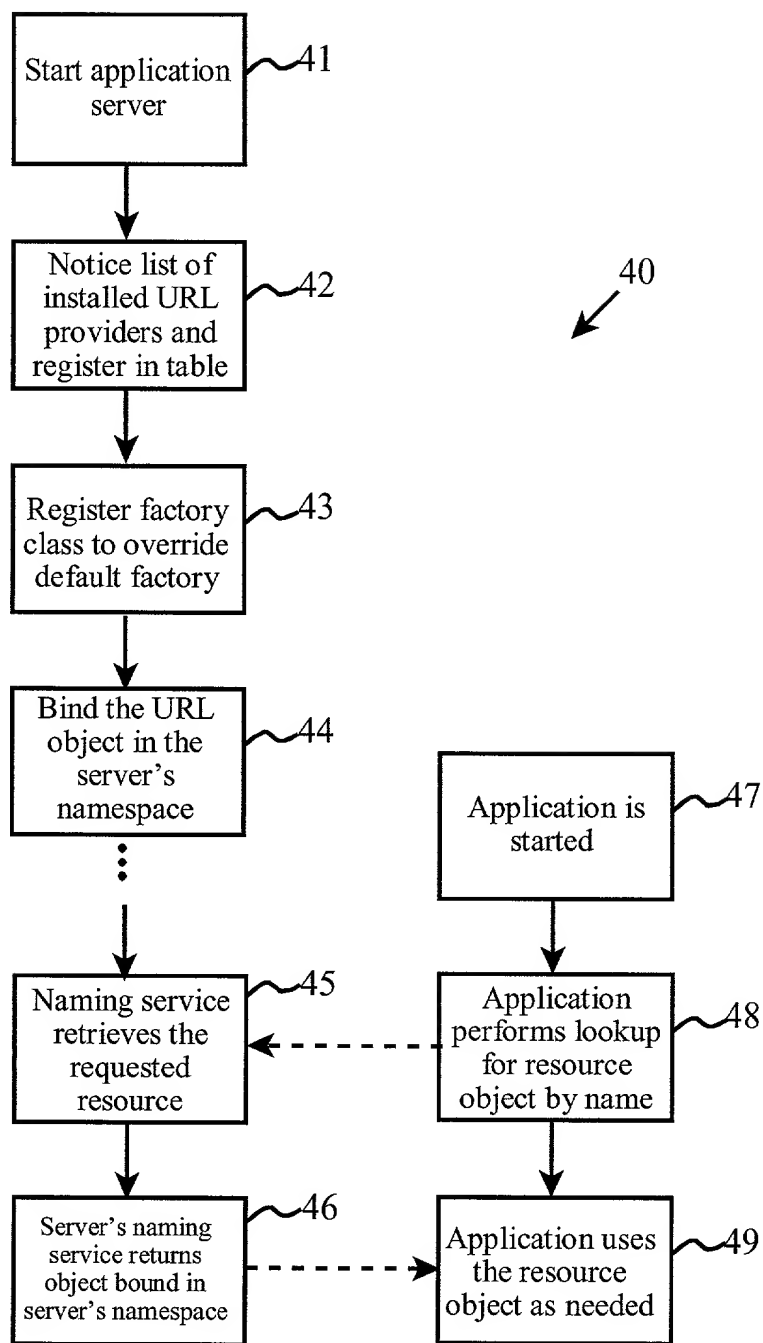 Start application
server
41
Notice list of
installed URL
providers and
register in table
42
40
Register factory
class to override
default factory
43
Bind the URL
object in the
server's
namespace
44
Application is
started
47
Naming service
retrieves the
requested
resource
45
Application
performs lookup
for resource
object by name
48
Server's naming
service returns
object bound in
server's namespace
46
Application uses
the resource
object as needed
49